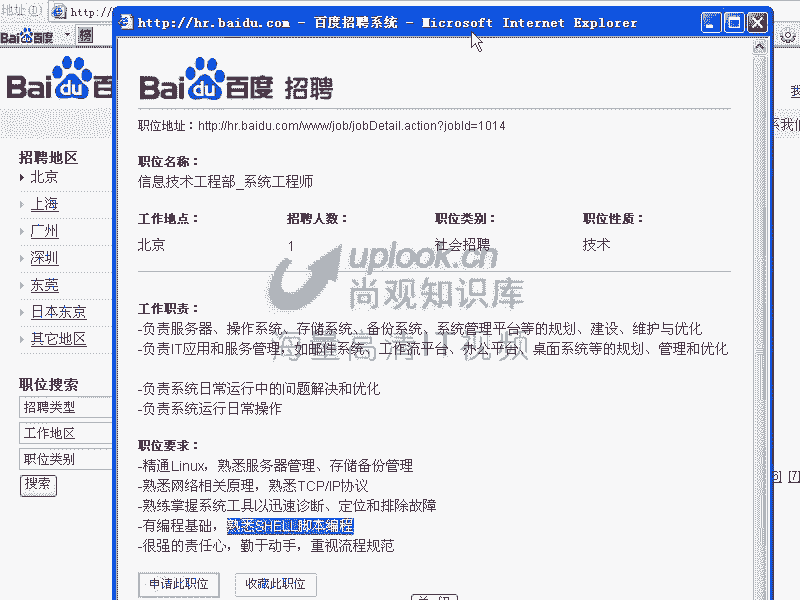 地址(D)
http://
http://hr.baidu.com - 百度招聘系统 - Microsoft Internet Explorer
Baidu百度
Baidu百
Baidu百度 招聘
职位地址：http://hr.baidu.com/www/job/jobDetail.action?jobId=1014
职位名称：
信息技术工程部_系统工程师
工作地点： 招聘人数： 职位类别： 职位性质：
北京 1 社会招聘 技术
uplook.cn
尚观知识库
海量高清IT视频
工作职责：
-负责服务器、操作系统、存储系统、备份系统、系统管理平台等的规划、建设、维护与优化
-负责IT应用和服务管理，如邮件系统、工作流平台、办公平台、桌面系统等的规划、管理和优化
-负责系统日常运行中的问题解决和优化
-负责系统运行日常操作
职位要求：
-精通Linux，熟悉服务器管理、存储备份管理
-熟悉网络相关原理，熟悉TCP/IP协议
-熟练掌握系统工具以迅速诊断、定位和排除故障
-有编程基础，熟悉SHELL脚本编程
-很强的责任心，勤于动手，重视流程规范
申请此职位 收藏此职位
招聘地区
北京
上海
广州
深圳
东莞
日本东京
其它地区
职位搜索
招聘类型
工作地区
职位类别
搜索
系我们
[7]